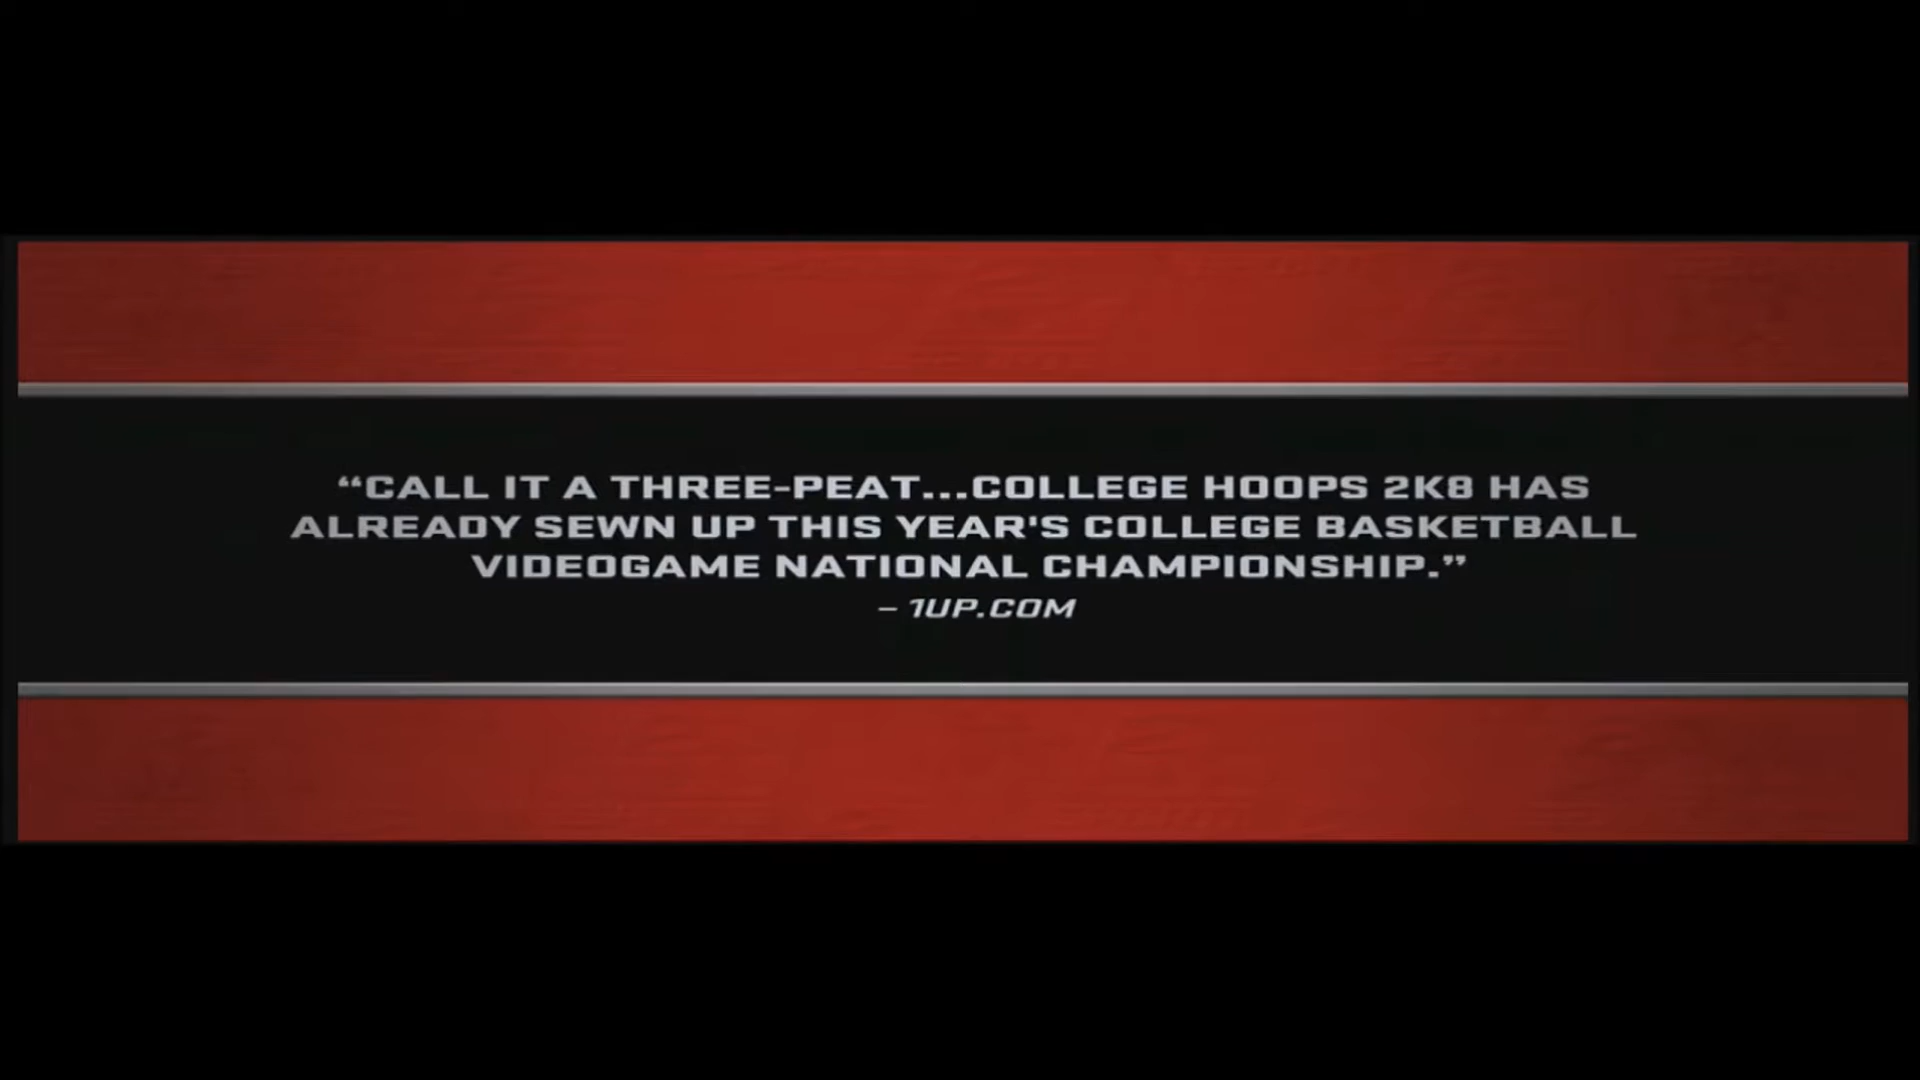 “CALL IT A THREE-PEAT...COLLEGE HOOPS 2K8 HAS
ALREADY SEWN UP THIS YEAR'S COLLEGE BASKETBALL
VIDEOGAME NATIONAL CHAMPIONSHIP.”
– 1UP.COM